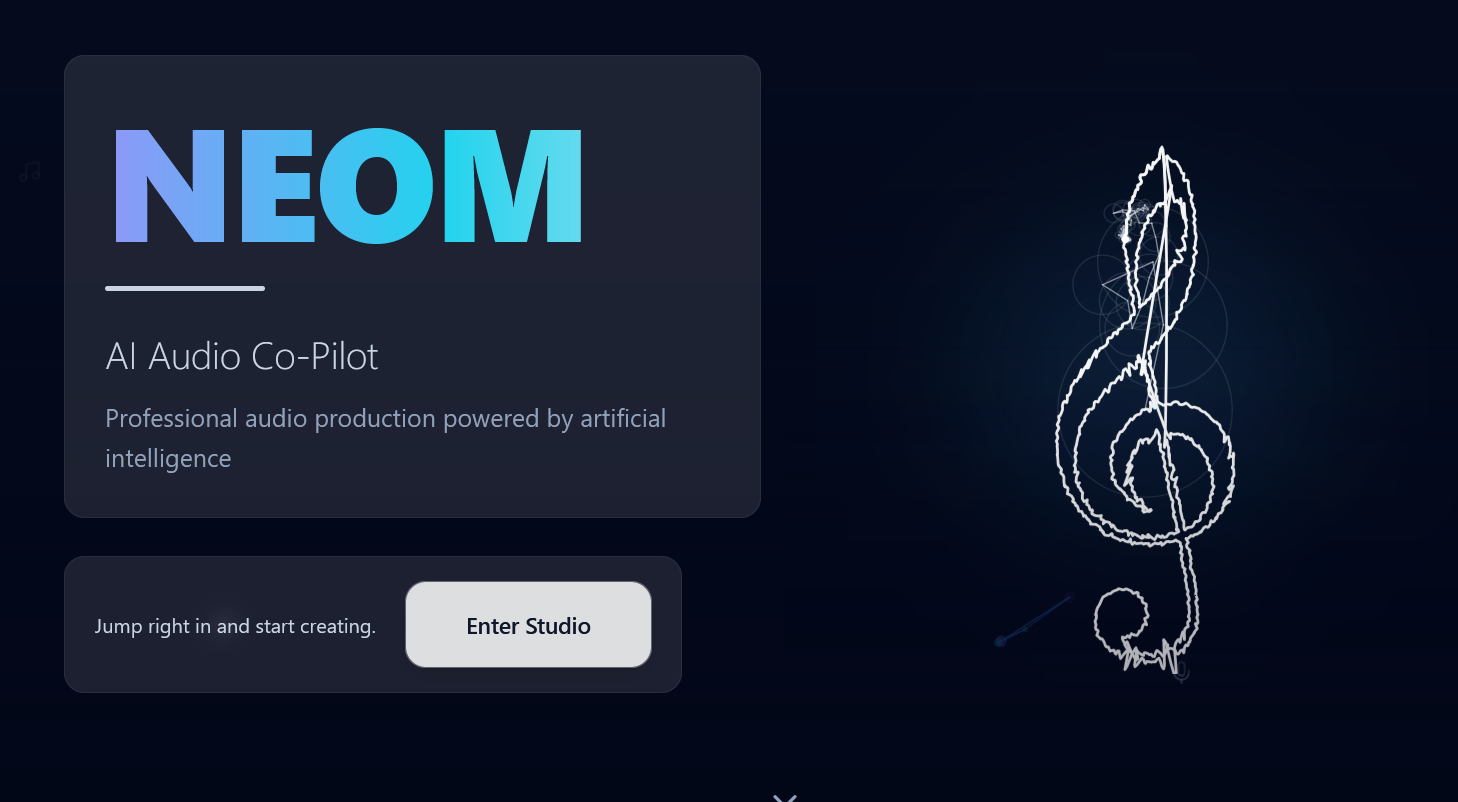 NEOM
AI Audio Co-Pilot
Professional audio production powered by artificial
intelligence
Jump right in and start creating.
Enter Studio